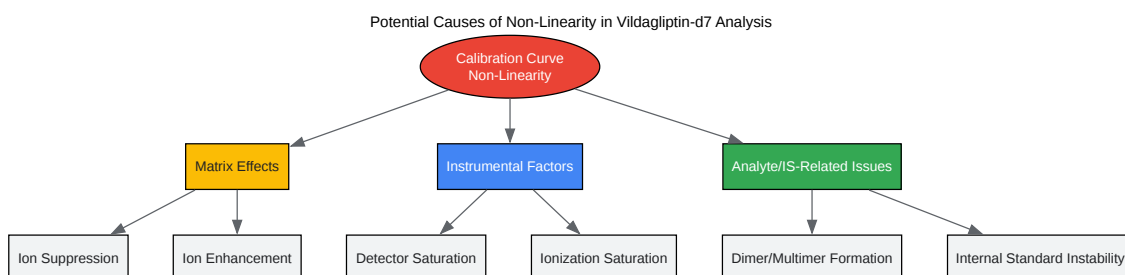 Potential Causes of Non-Linearity in Vildagliptin-d7 Analysis
Calibration Curve
Non-Linearity
Matrix Effects
Instrumental Factors
Analyte/IS-Related Issues
Ion Suppression
Ion Enhancement
Detector Saturation
Ionization Saturation
Dimer/Multimer Formation
Internal Standard Instability